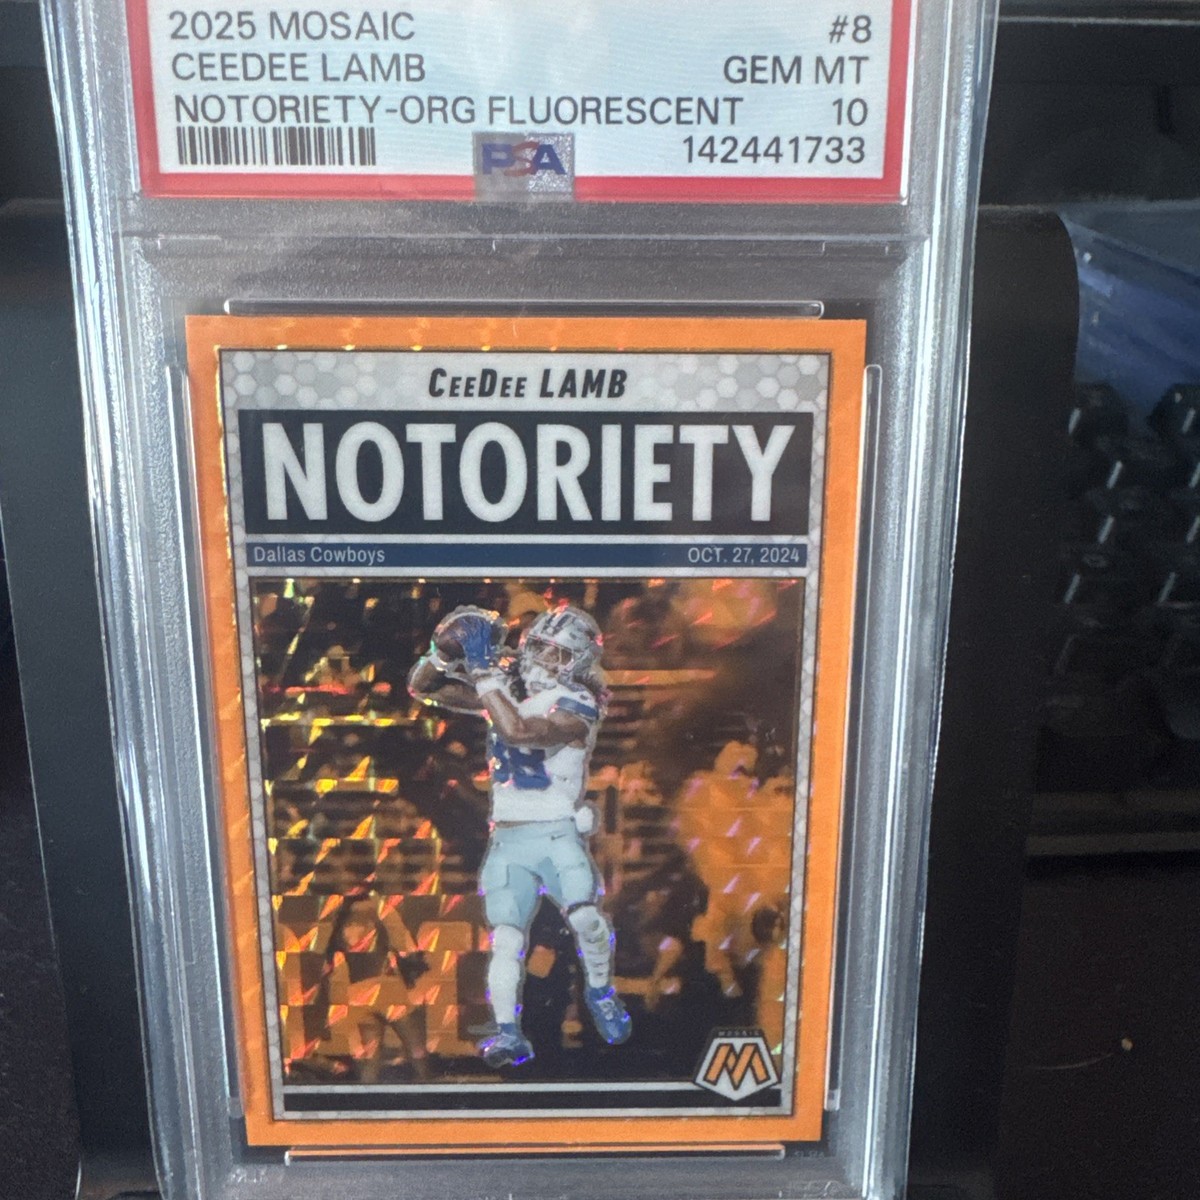 2025 MOSAIC #8
CEEDEE LAMB GEM MT
NOTORIETY-ORG FLUORESCENT 10
142441733
PSA
CEEDEE LAMB
NOTORIETY
Dallas Cowboys OCT. 27, 2024
MOSAIC